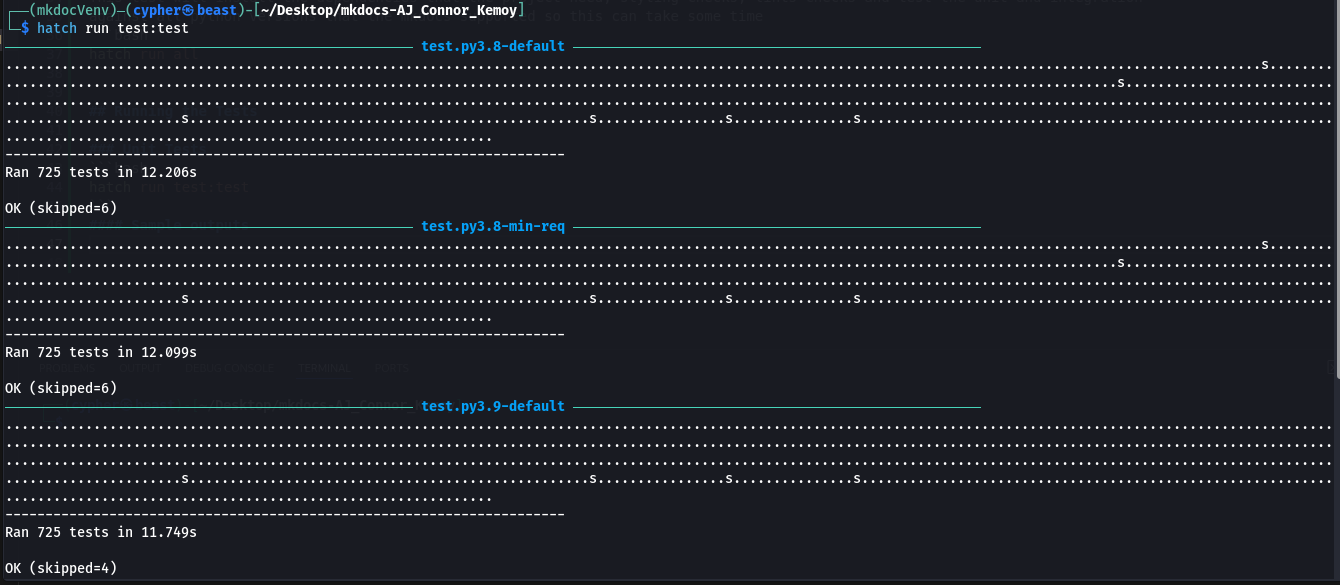 ┌──(mkdocVenv)─(cypher㉿beast)-[~/Desktop/mkdocs-AJ_Connor_Kemoy]
└─$ hatch run test:test
─────────────────────────────────────────────────── test.py3.8-default ───────────────────────────────────────────────────
.............................................................................................................................................................s........
...........................................................................................................................................s..........................
......................................................................................................................................................................
......................s..................................................s................s...............s...........................................................
.............................................................
----------------------------------------------------------------------
Ran 725 tests in 12.206s
OK (skipped=6)
─────────────────────────────────────────────────── test.py3.8-min-req ───────────────────────────────────────────────────
.............................................................................................................................................................s........
...........................................................................................................................................s..........................
......................................................................................................................................................................
......................s..................................................s................s...............s...........................................................
.............................................................
----------------------------------------------------------------------
Ran 725 tests in 12.099s
OK (skipped=6)
─────────────────────────────────────────────────── test.py3.9-default ───────────────────────────────────────────────────
......................................................................................................................................................................
......................................................................................................................................................................
......................................................................................................................................................................
......................s..................................................s................s...............s...........................................................
.............................................................
----------------------------------------------------------------------
Ran 725 tests in 11.749s
OK (skipped=4)